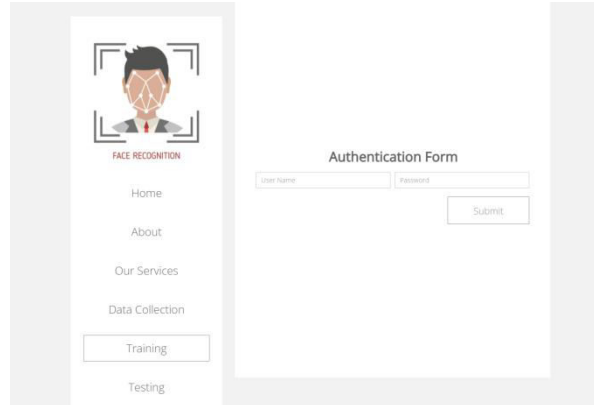 FACE RECOGNITION
Home
About
Our Services
Data Collection
Training
Testing
Authentication Form
User Name
Password
Submit